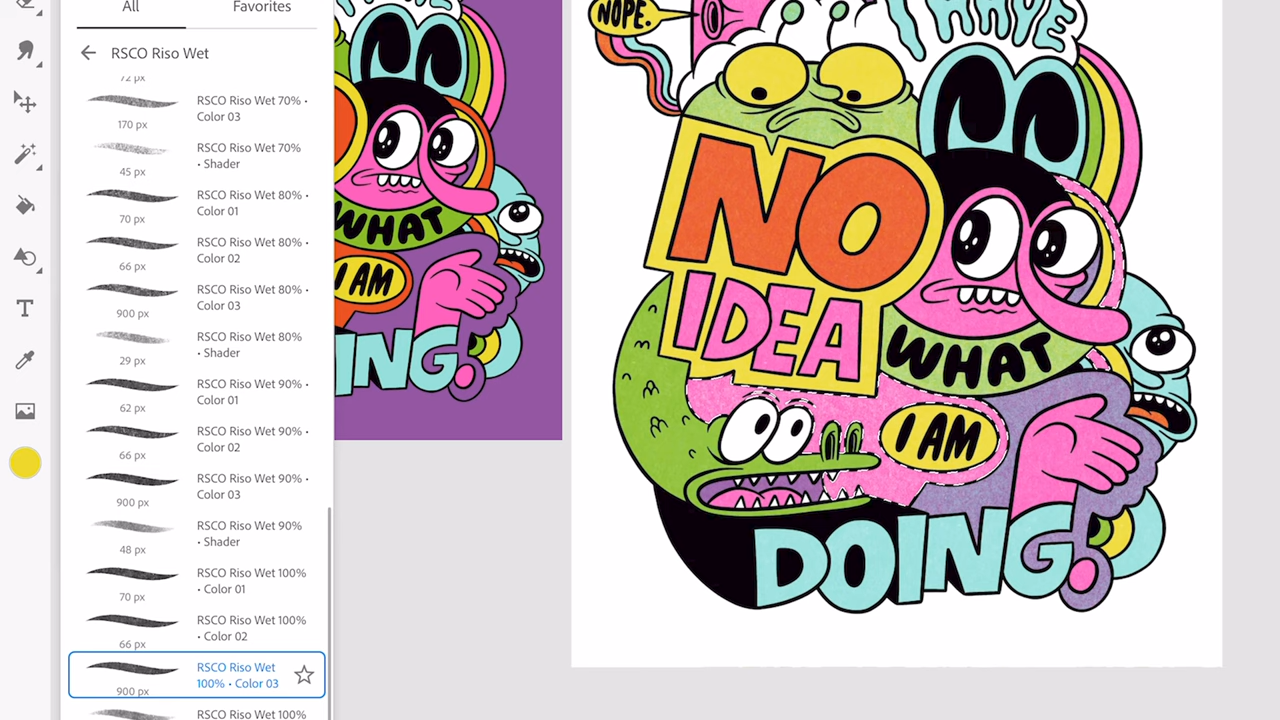 All
Favorites
RSCO Riso Wet
72 px
RSCO Riso Wet 70% •
Color 03
170 px
RSCO Riso Wet 70%
• Shader
45 px
RSCO Riso Wet 80% •
Color 01
70 px
RSCO Riso Wet 80% •
Color 02
66 px
RSCO Riso Wet 80% •
Color 03
900 px
RSCO Riso Wet 80%
• Shader
29 px
RSCO Riso Wet 90% •
Color 01
62 px
RSCO Riso Wet 90% •
Color 02
66 px
RSCO Riso Wet 90% •
Color 03
900 px
RSCO Riso Wet 90%
• Shader
48 px
RSCO Riso Wet 100%
• Color 01
70 px
RSCO Riso Wet 100%
• Color 02
66 px
RSCO Riso Wet
100% • Color 03
900 px
RSCO Riso Wet 100%
WHAT
I AM
ING!
NOPE.
I HAVE
NO
IDEA
WHAT
I AM
DOING!